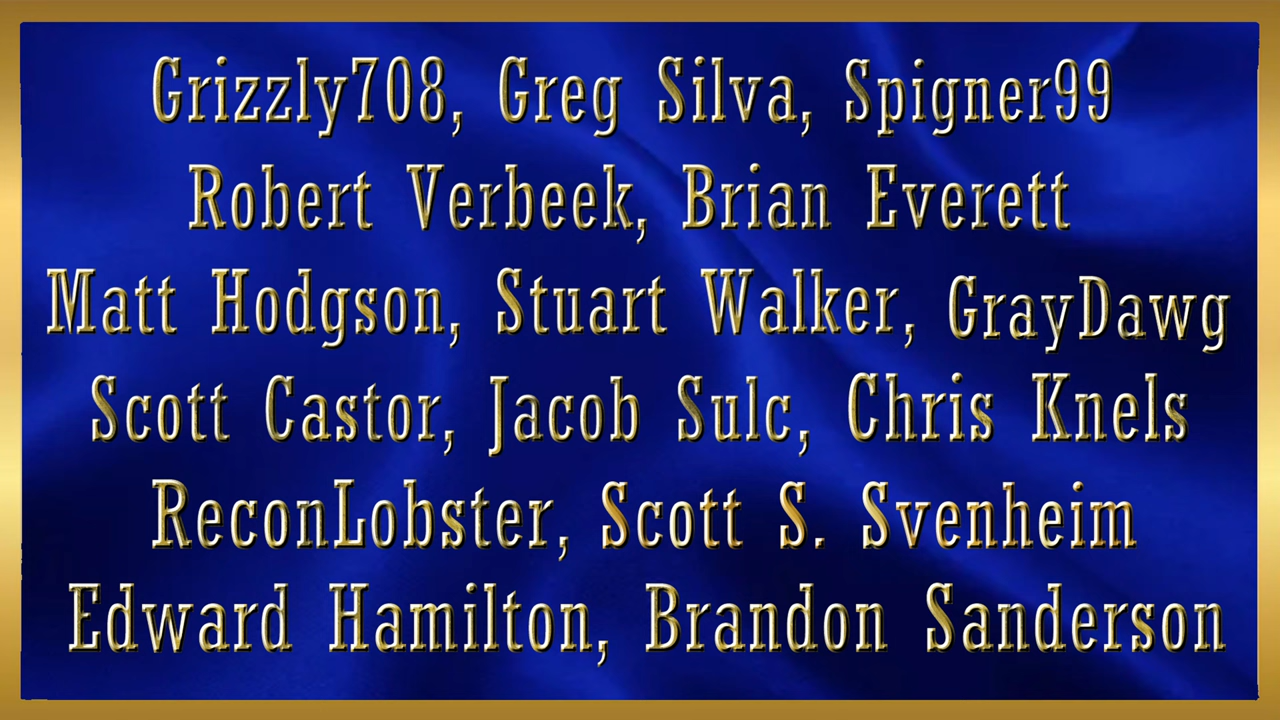 Grizzly708, Greg Silva, Spigner99
Robert Verbeek, Brian Everett
Matt Hodgson, Stuart Walker, GrayDawg
Scott Castor, Jacob Sulc, Chris Knels
ReconLobster, Scott S. Svenheim
Edward Hamilton, Brandon Sanderson